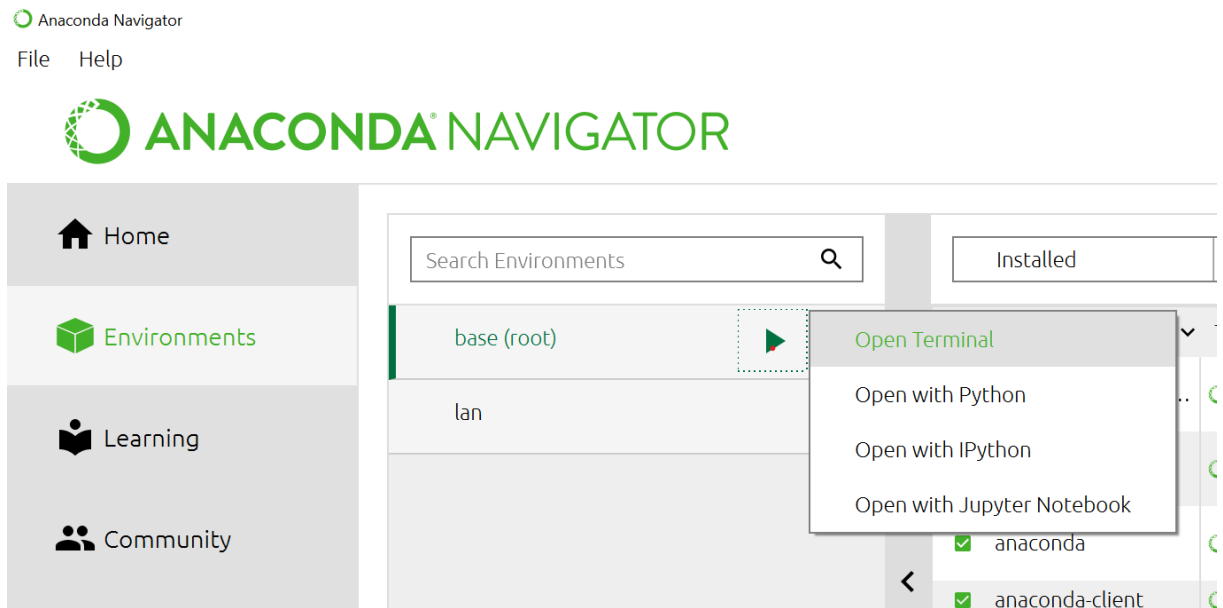 Anaconda Navigator
File Help
ANACONDA® NAVIGATOR
Home
Environments
Learning
Community
Search Environments
base (root)
lan
Open Terminal
Open with Python
Open with IPython
Open with Jupyter Notebook
Installed
..
anaconda
anaconda-client